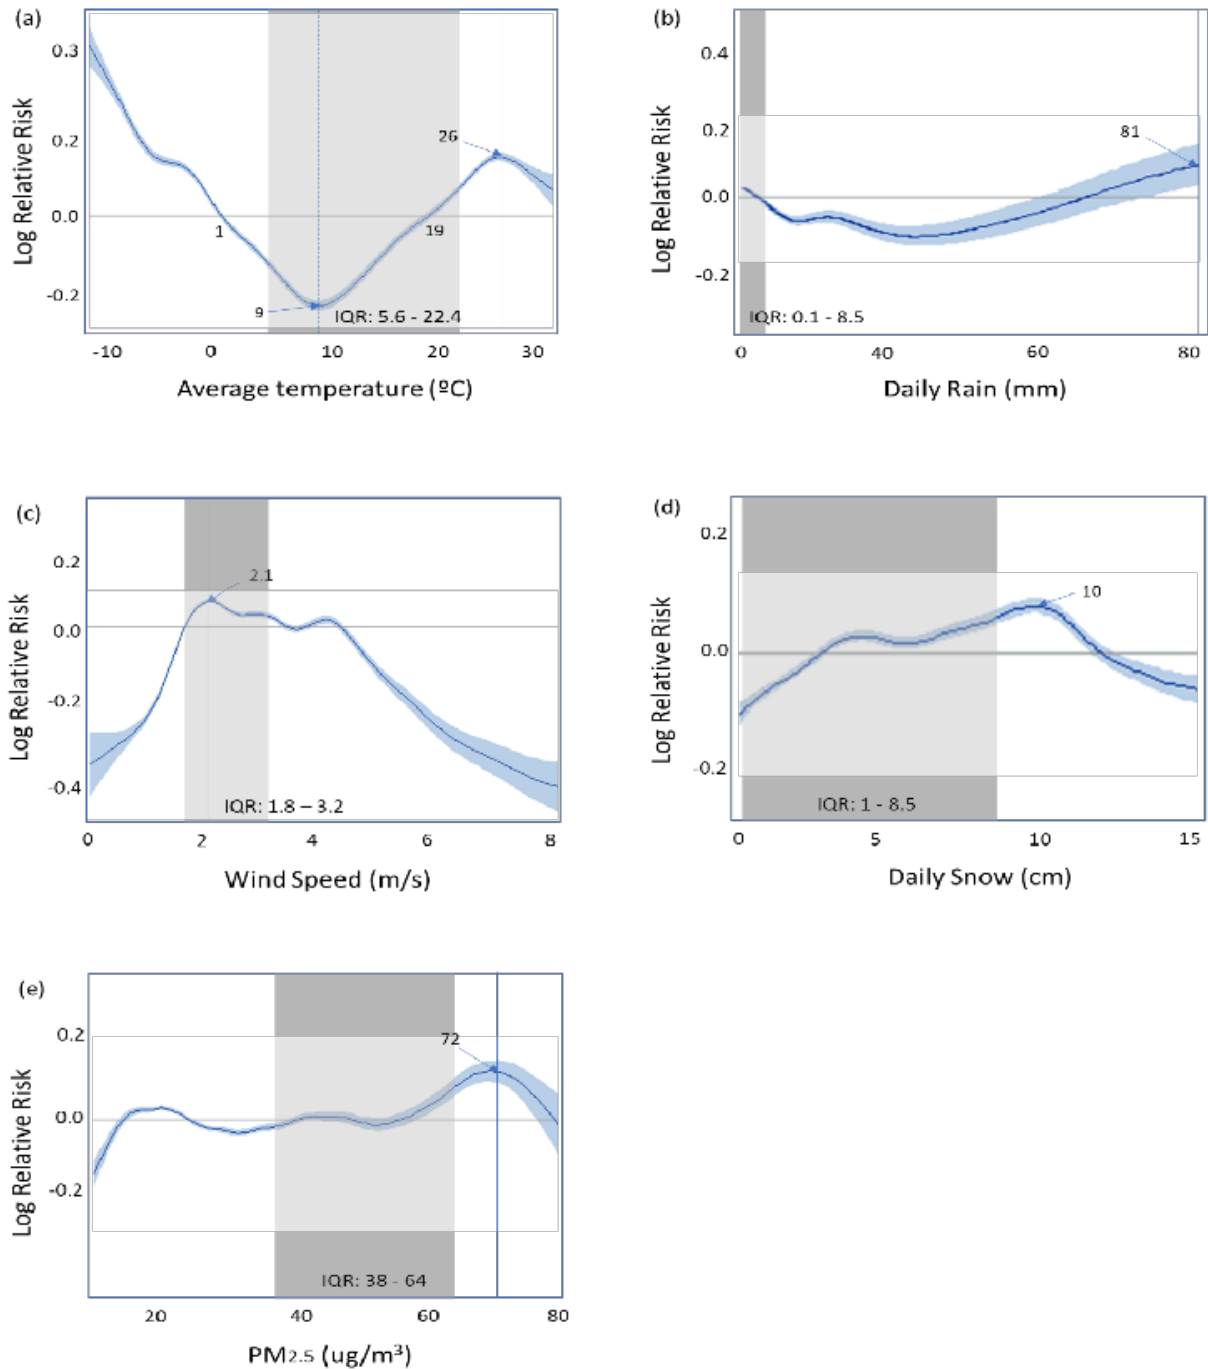 (a)
Log Relative Risk
0.3
0.2
0.0
-0.2
26
1
19
9
IQR: 5.6 - 22.4
-10 0 10 20 30
Average temperature (ºC)
(b)
Log Relative Risk
0.4
0.2
0.0
-0.2
81
IQR: 0.1 - 8.5
0 40 60 80
Daily Rain (mm)
(c)
Log Relative Risk
0.2
0.0
-0.2
-0.4
2.1
IQR: 1.8 – 3.2
0 2 4 6 8
Wind Speed (m/s)
(d)
Log Relative Risk
0.2
0.0
-0.2
10
IQR: 1 - 8.5
0 5 10 15
Daily Snow (cm)
(e)
Log Relative Risk
0.2
0.0
-0.2
72
IQR: 38 - 64
20 40 60 80
PM2.5 (ug/m³)